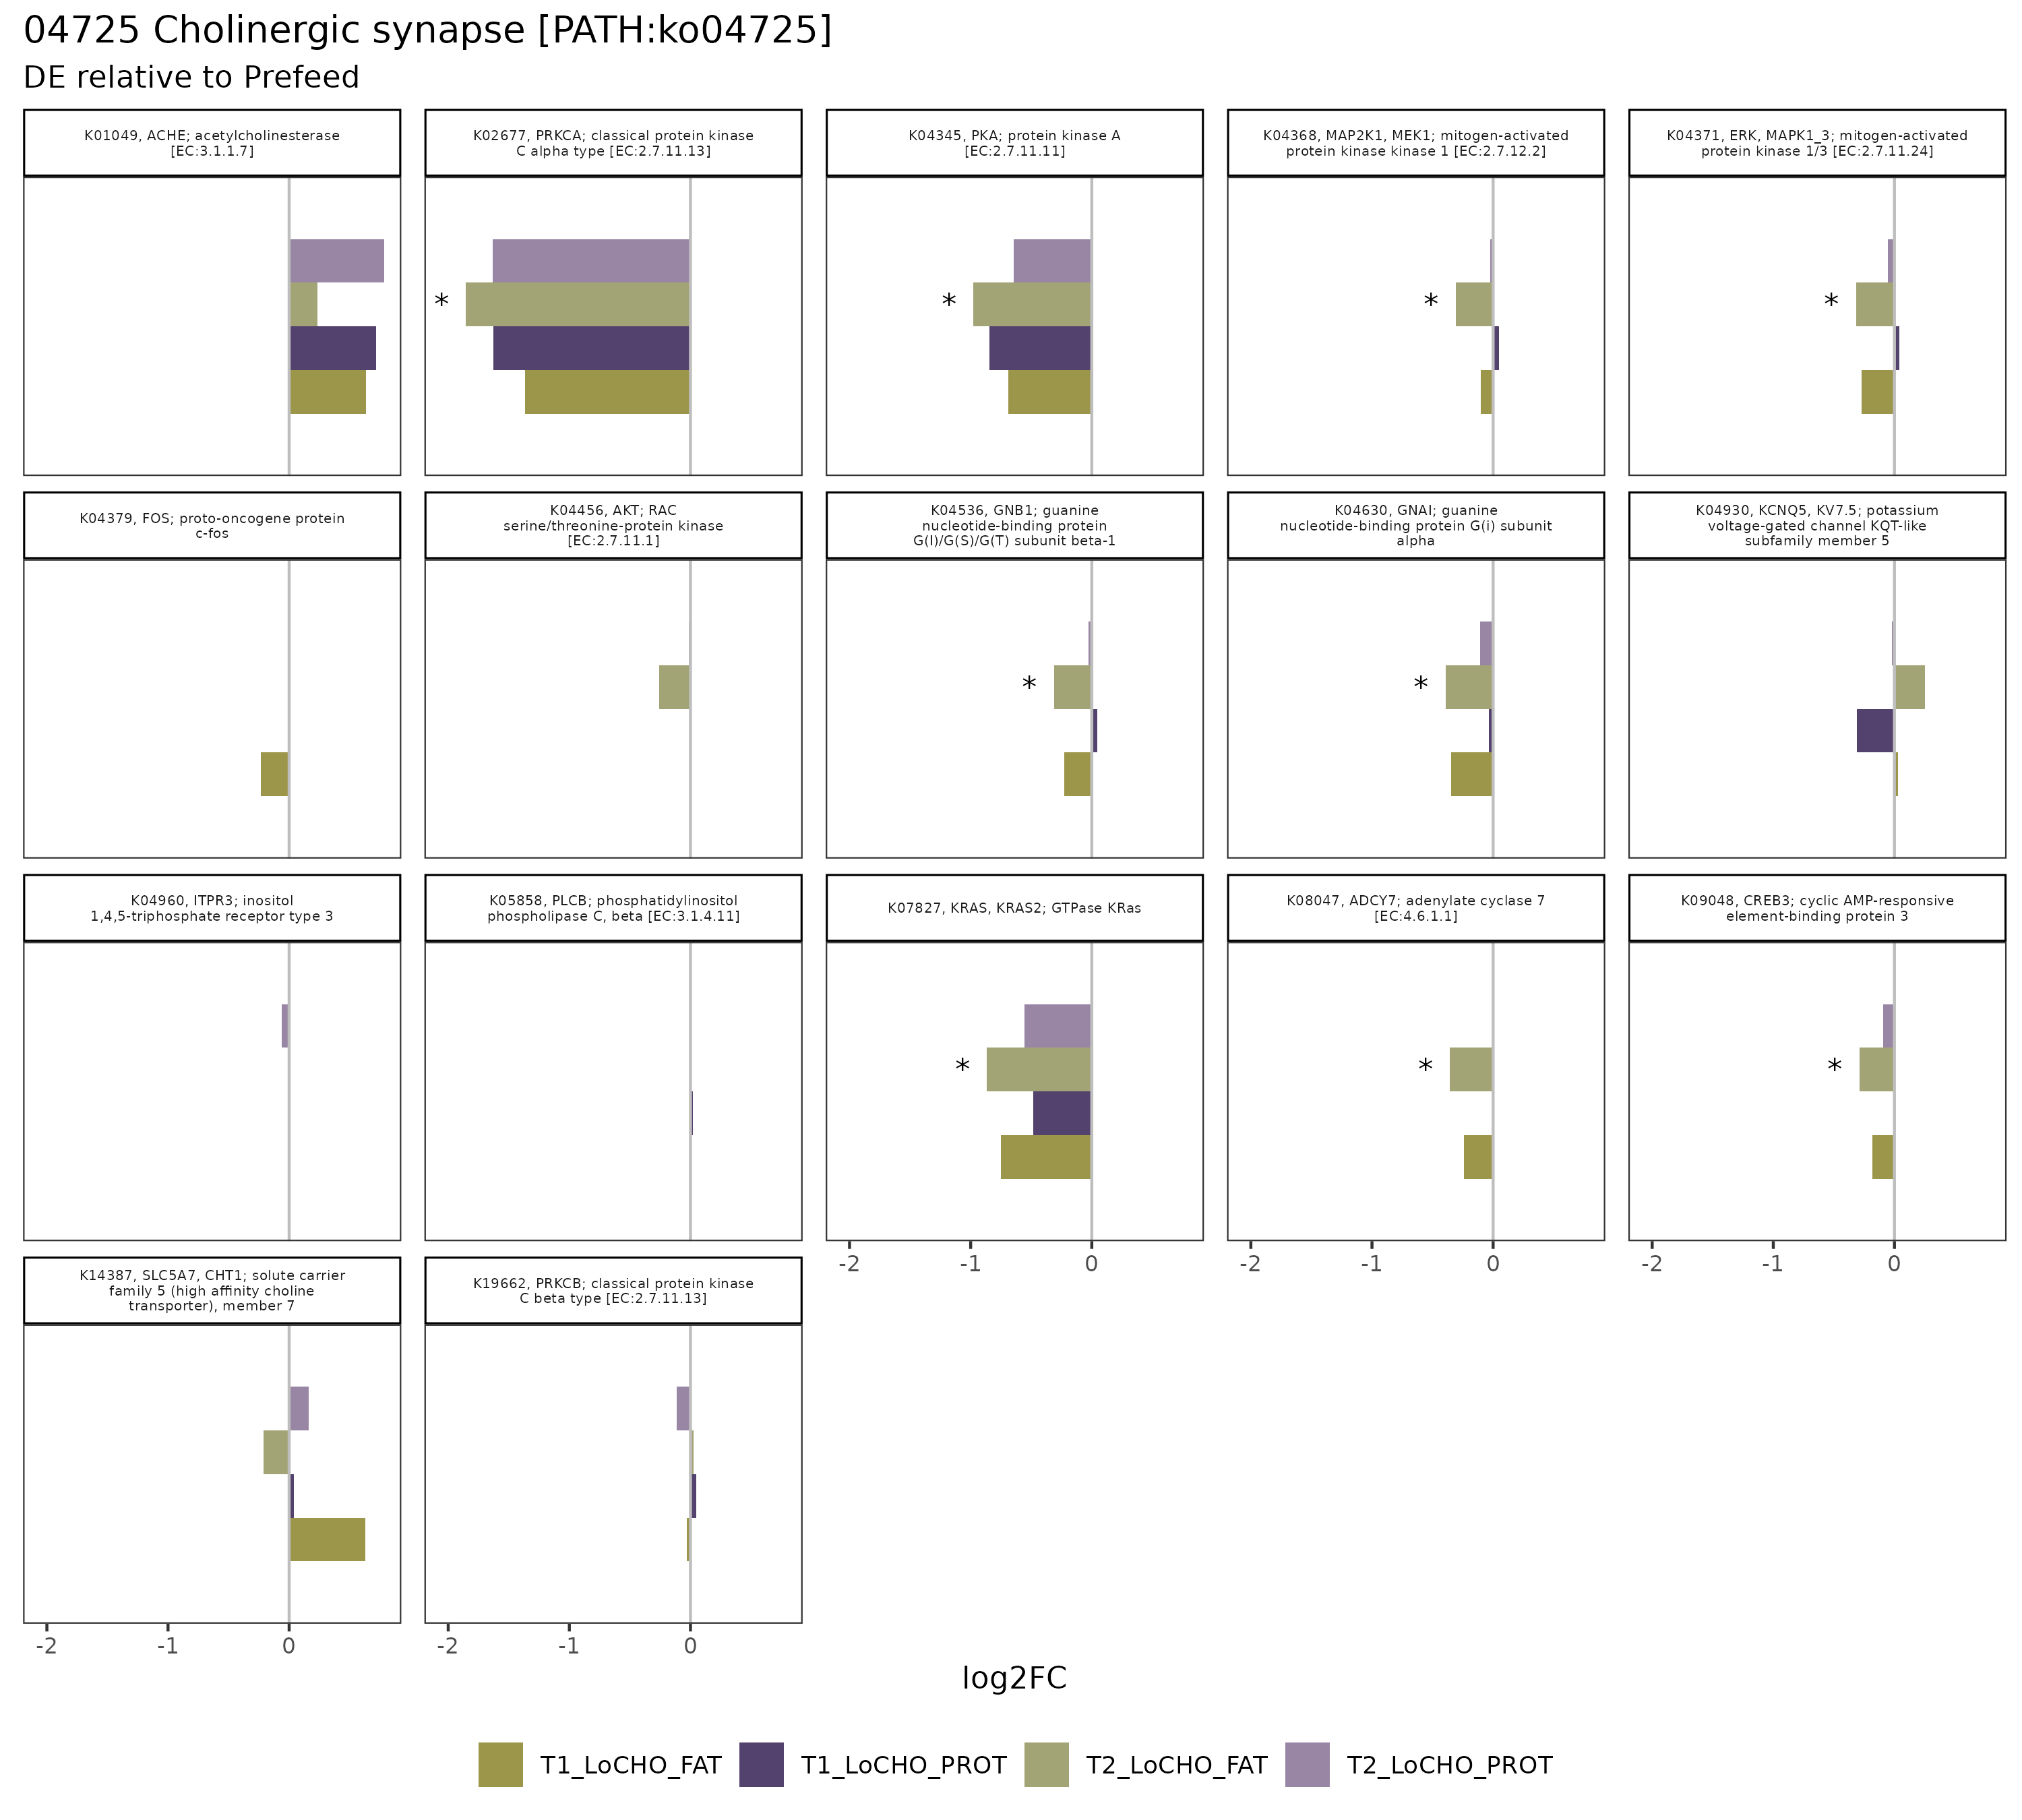 04725 Cholinergic synapse [PATH:ko04725]
DE relative to Prefeed
K01049, ACHE; acetylcholinesterase
[EC:3.1.1.7]
K02677, PRKCA; classical protein kinase
C alpha type [EC:2.7.11.13]
K04345, PKA; protein kinase A
[EC:2.7.11.11]
K04368, MAP2K1, MEK1; mitogen-activated
protein kinase kinase 1 [EC:2.7.12.2]
K04371, ERK, MAPK1_3; mitogen-activated
protein kinase 1/3 [EC:2.7.11.24]
*
*
*
*
K04379, FOS; proto-oncogene protein
c-fos
K04456, AKT; RAC
serine/threonine-protein kinase
[EC:2.7.11.1]
K04536, GNB1; guanine
nucleotide-binding protein
G(I)/G(S)/G(T) subunit beta-1
K04630, GNAI; guanine
nucleotide-binding protein G(i) subunit
alpha
K04930, KCNQ5, KV7.5; potassium
voltage-gated channel KQT-like
subfamily member 5
*
*
K04960, ITPR3; inositol
1,4,5-triphosphate receptor type 3
K05858, PLCB; phosphatidylinositol
phospholipase C, beta [EC:3.1.4.11]
K07827, KRAS, KRAS2; GTPase KRas
K08047, ADCY7; adenylate cyclase 7
[EC:4.6.1.1]
K09048, CREB3; cyclic AMP-responsive
element-binding protein 3
*
*
*
-2 -1 0
-2 -1 0
-2 -1 0
K14387, SLC5A7, CHT1; solute carrier
family 5 (high affinity choline
transporter), member 7
K19662, PRKCB; classical protein kinase
C beta type [EC:2.7.11.13]
-2 -1 0
-2 -1 0
log2FC
T1_LoCHO_FAT
T1_LoCHO_PROT
T2_LoCHO_FAT
T2_LoCHO_PROT